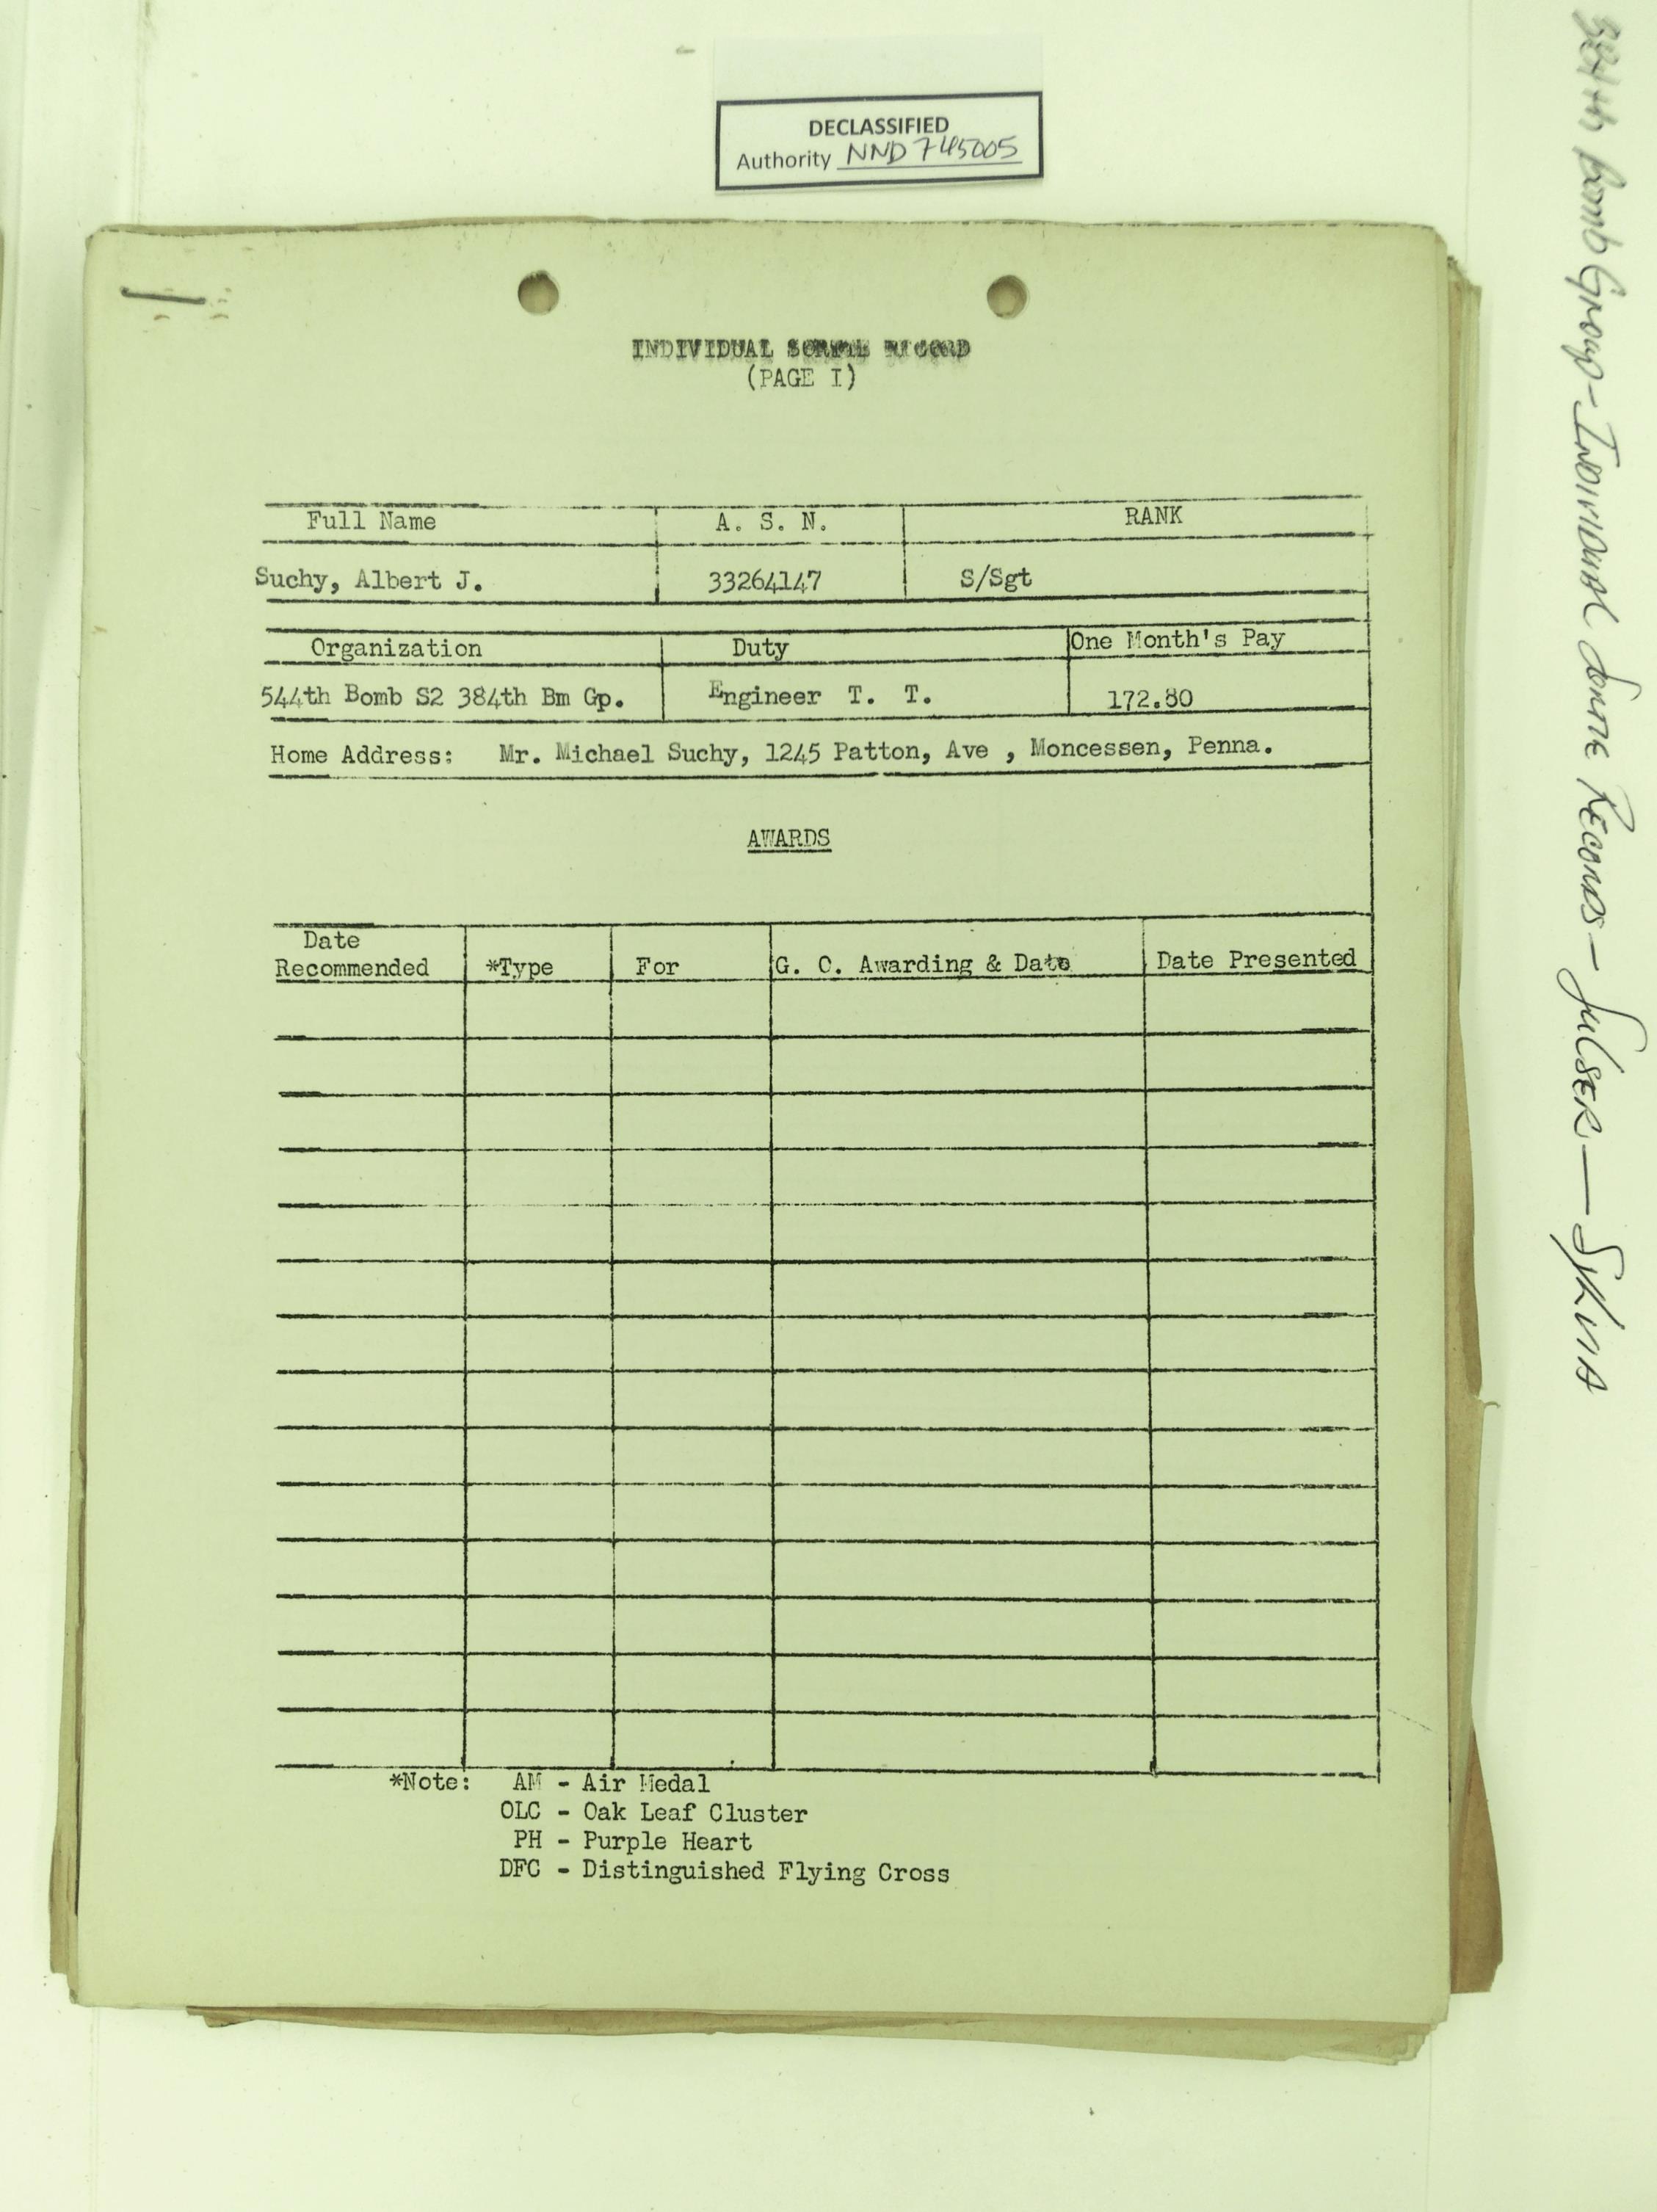 DECLASSIFIED
Authority NND 745005
INDIVIDUAL SORTIE RECORD
(PAGE I)
Full Name A. S. N. RANK
Suchy, Albert J. 33264147 S/Sgt
Organization Duty One Month's Pay
544th Bomb S2 384th Bm Gp. Engineer T. T. 172.80
Home Address: Mr. Michael Suchy, 1245 Patton, Ave , Moncessen, Penna.
AWARDS
Date
Recommended *Type For G. O. Awarding & Date Date Presented
*Note: AM - Air Medal
OLC - Oak Leaf Cluster
PH - Purple Heart
DFC - Distinguished Flying Cross
384th Bomb Group - Individual Sortie Records - Sulser -